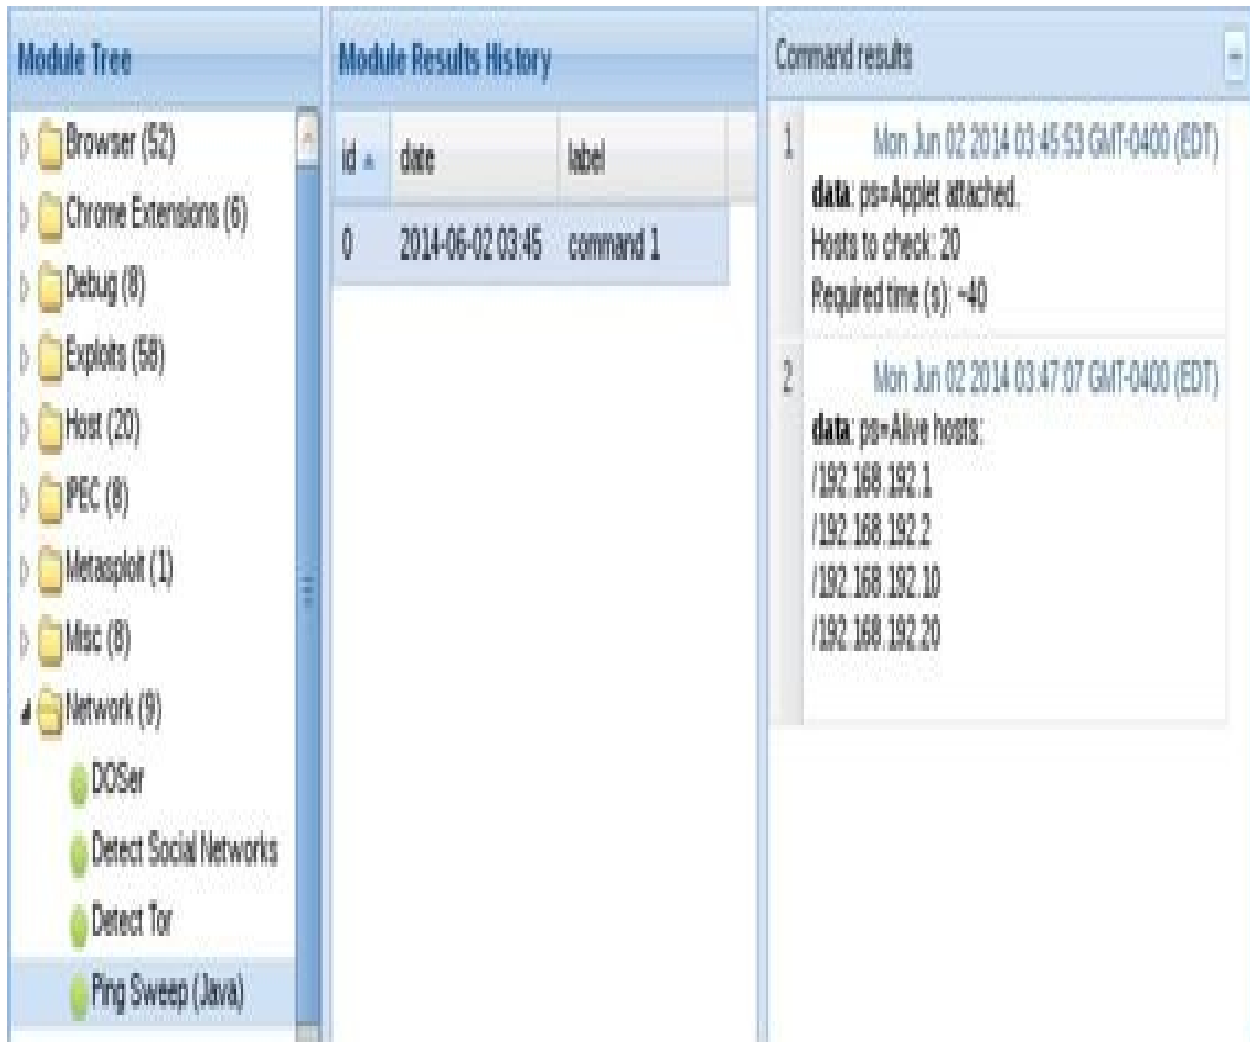 Module Tree
Browser (52)
Chrome Extensions (6)
Debug (8)
Exploits (58)
Host (20)
IPEC (8)
Metasploit (1)
Misc (8)
Network (9)
DOSer
Detect Social Networks
Detect Tor
Ping Sweep (Java)
Module Results History
id date label
0 2014-06-02 03:45 command 1
Command results
1 Mon Jun 02 2014 03:45:53 GMT-0400 (EDT)
data: ps=Applet attached.
Hosts to check: 20
Required time (s): ~40
2 Mon Jun 02 2014 03:47:07 GMT-0400 (EDT)
data: ps=Alive hosts:
/192.168.192.1
/192.168.192.2
/192.168.192.10
/192.168.192.20